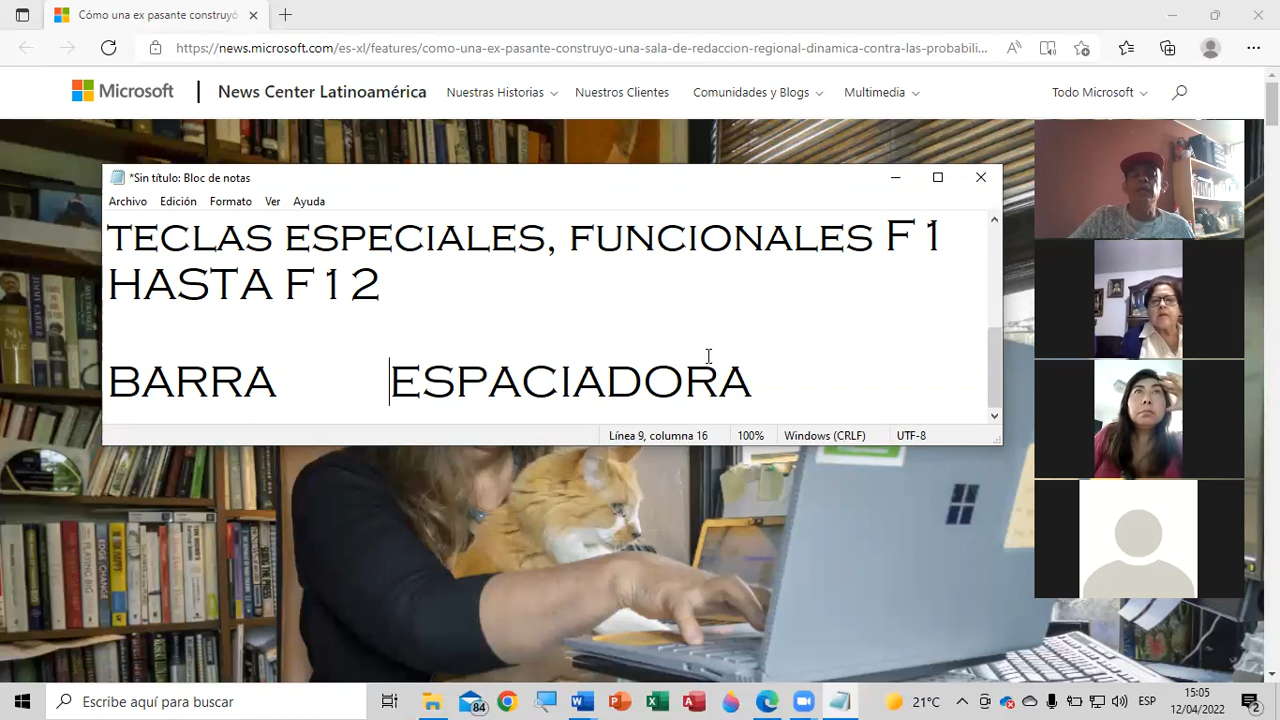 Cómo una ex pasante construyó
https://news.microsoft.com/es-xl/features/como-una-ex-pasante-construyo-una-sala-de-redaccion-regional-dinamica-contra-las-probabili...
Microsoft | News Center Latinoamérica Nuestras Historias Nuestros Clientes Comunidades y Blogs Multimedia Todo Microsoft
*Sin título: Bloc de notas
Archivo Edición Formato Ver Ayuda
TECLAS ESPECIALES, FUNCIONALES F1
HASTA F12
BARRA ESPACIADORA
Línea 9, columna 16 100% Windows (CRLF) UTF-8
Escribe aquí para buscar
84
21°C
ESP
15:05
12/04/2022
2